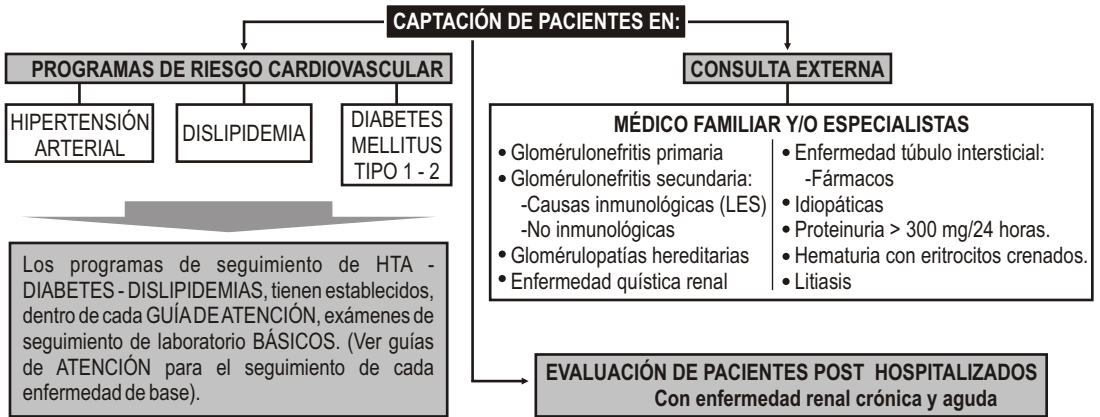 CAPTACIÓN DE PACIENTES EN:
PROGRAMAS DE RIESGO CARDIOVASCULAR
HIPERTENSIÓN
ARTERIAL
DISLIPIDEMIA
DIABETES
MELLITUS
TIPO 1 - 2
Los programas de seguimiento de HTA -
DIABETES - DISLIPIDEMIAS, tienen establecidos,
dentro de cada GUÍA DE ATENCIÓN, exámenes de
seguimiento de laboratorio BÁSICOS. (Ver guías
de ATENCIÓN para el seguimiento de cada
enfermedad de base).
CONSULTA EXTERNA
MÉDICO FAMILIAR Y/O ESPECIALISTAS
• Glomérulonefritis primaria
• Glomérulonefritis secundaria:
-Causas inmunológicas (LES)
-No inmunológicas
• Glomérulopatías hereditarias
• Enfermedad quística renal
• Enfermedad túbulo intersticial:
-Fármacos
• Idiopáticas
• Proteinuria > 300 mg/24 horas.
• Hematuria con eritrocitos crenados.
• Litiasis
EVALUACIÓN DE PACIENTES POST HOSPITALIZADOS
Con enfermedad renal crónica y aguda